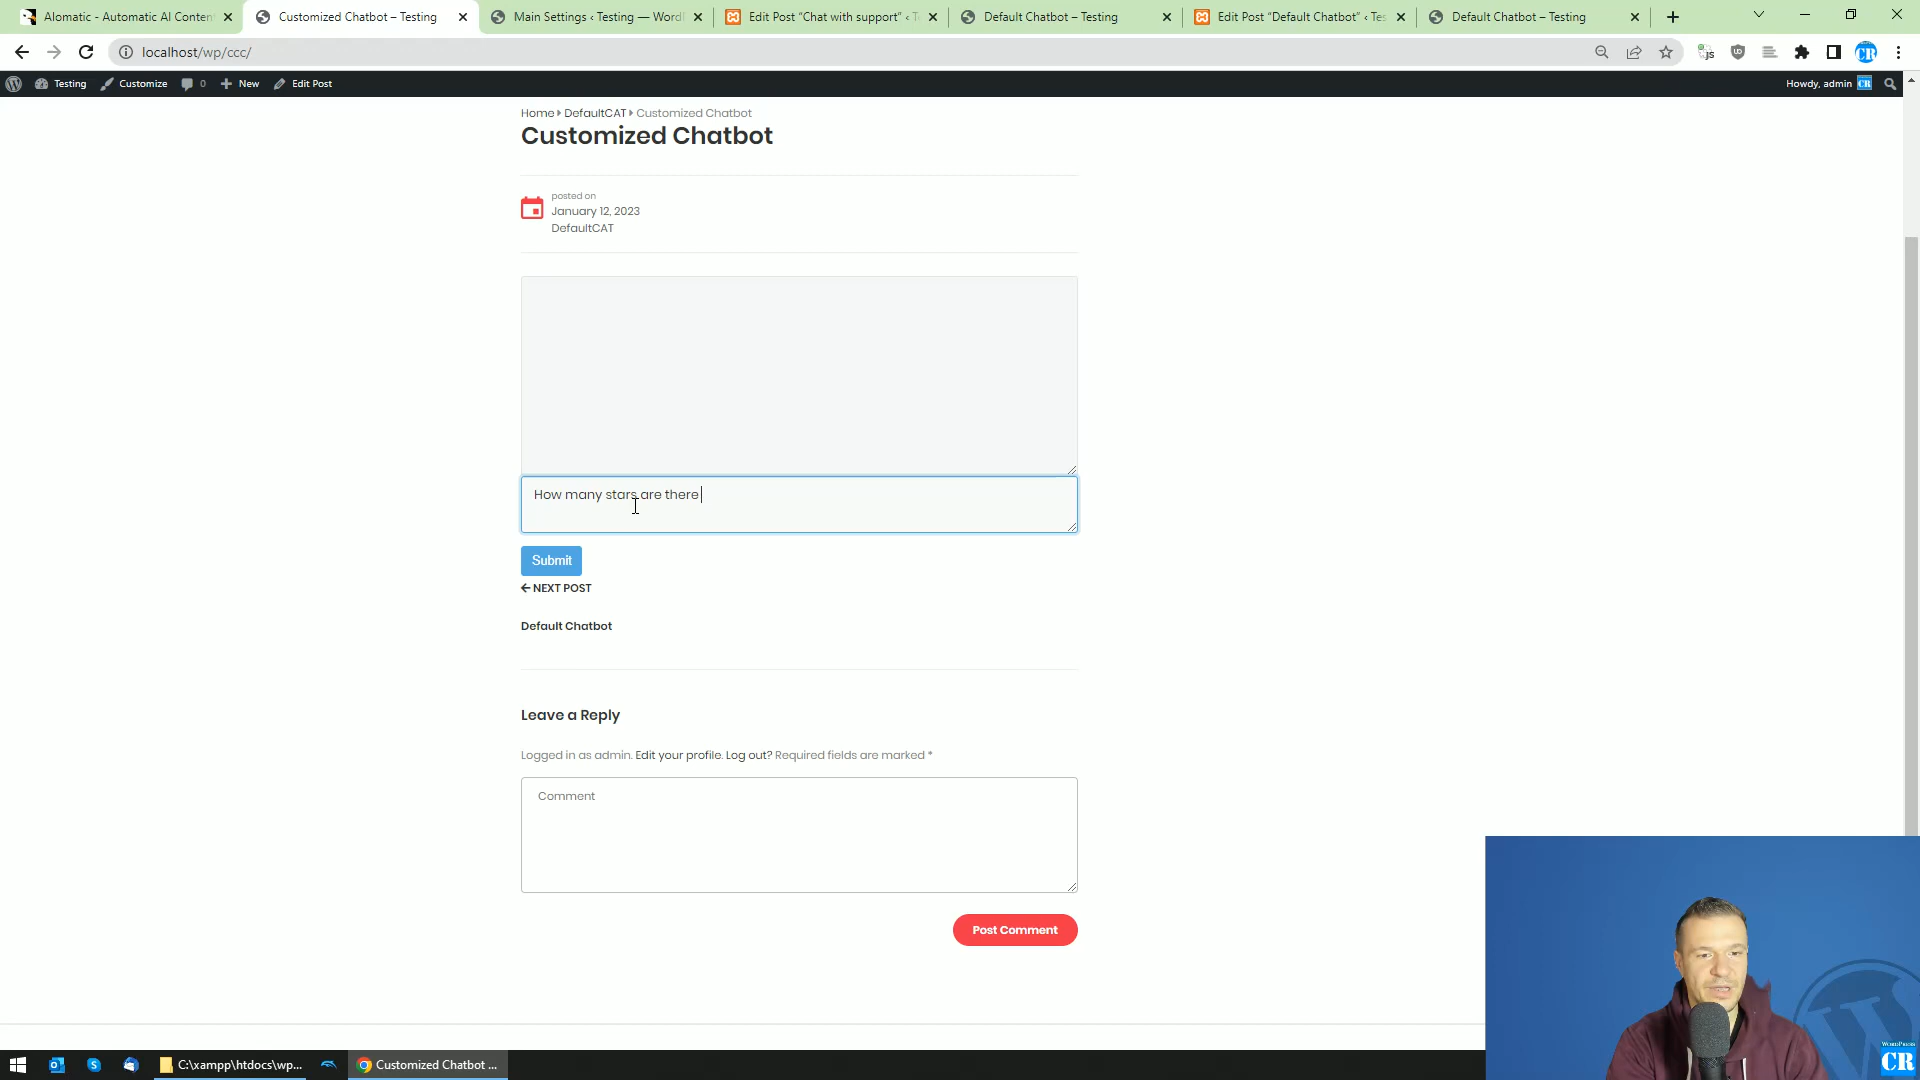 AIomatic - Automatic AI Conten
Customized Chatbot – Testing
Main Settings ‹ Testing — WordP
Edit Post “Chat with support” ‹ T
Default Chatbot – Testing
Edit Post “Default Chatbot” ‹ Tes
Default Chatbot – Testing
localhost/wp/ccc/
Testing
Customize
0
New
Edit Post
Howdy, admin
Home
DefaultCAT
Customized Chatbot
Customized Chatbot
posted on
January 12, 2023
DefaultCAT
How many stars are there
Submit
NEXT POST
Default Chatbot
Leave a Reply
Logged in as admin. Edit your profile. Log out? Required fields are marked *
Comment
Post Comment
WORDPRESS
CR
C:\xampp\htdocs\wp...
Customized Chatbot ...